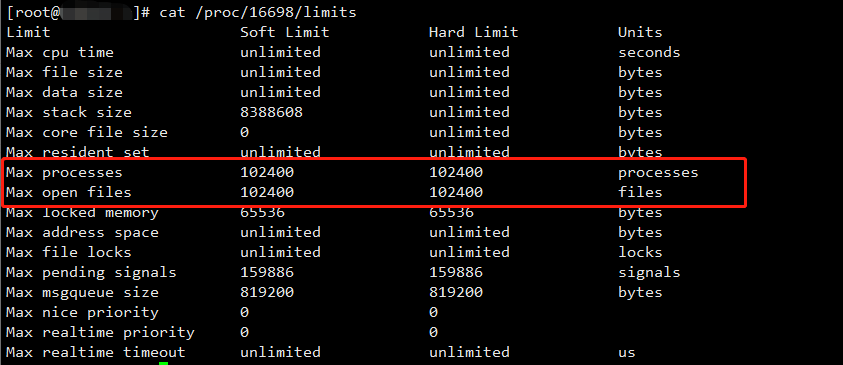 [root@ ]# cat /proc/16698/limits
Limit Soft Limit Hard Limit Units
Max cpu time unlimited unlimited seconds
Max file size unlimited unlimited bytes
Max data size unlimited unlimited bytes
Max stack size 8388608 unlimited bytes
Max core file size 0 unlimited bytes
Max resident set unlimited unlimited bytes
Max processes 102400 102400 processes
Max open files 102400 102400 files
Max locked memory 65536 65536 bytes
Max address space unlimited unlimited bytes
Max file locks unlimited unlimited locks
Max pending signals 159886 159886 signals
Max msgqueue size 819200 819200 bytes
Max nice priority 0 0
Max realtime priority 0 0
Max realtime timeout unlimited unlimited us